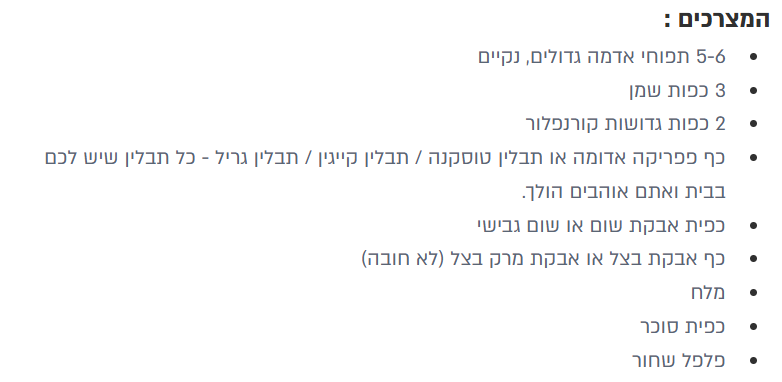 המצרכים :
• 5-6 תפוחי אדמה גדולים, נקיים
• 3 כפות שמן
• 2 כפות גדושות קורנפלור
• כף פפריקה אדומה או תבלין טוסקנה / תבלין קייג'ין / תבלין גריל - כל תבלין שיש לכם
בבית ואתם אוהבים הולך.
• כפית אבקת שום או שום גבישי
• כף אבקת בצל או אבקת מרק בצל (לא חובה)
• מלח
• כפית סוכר
• פלפל שחור